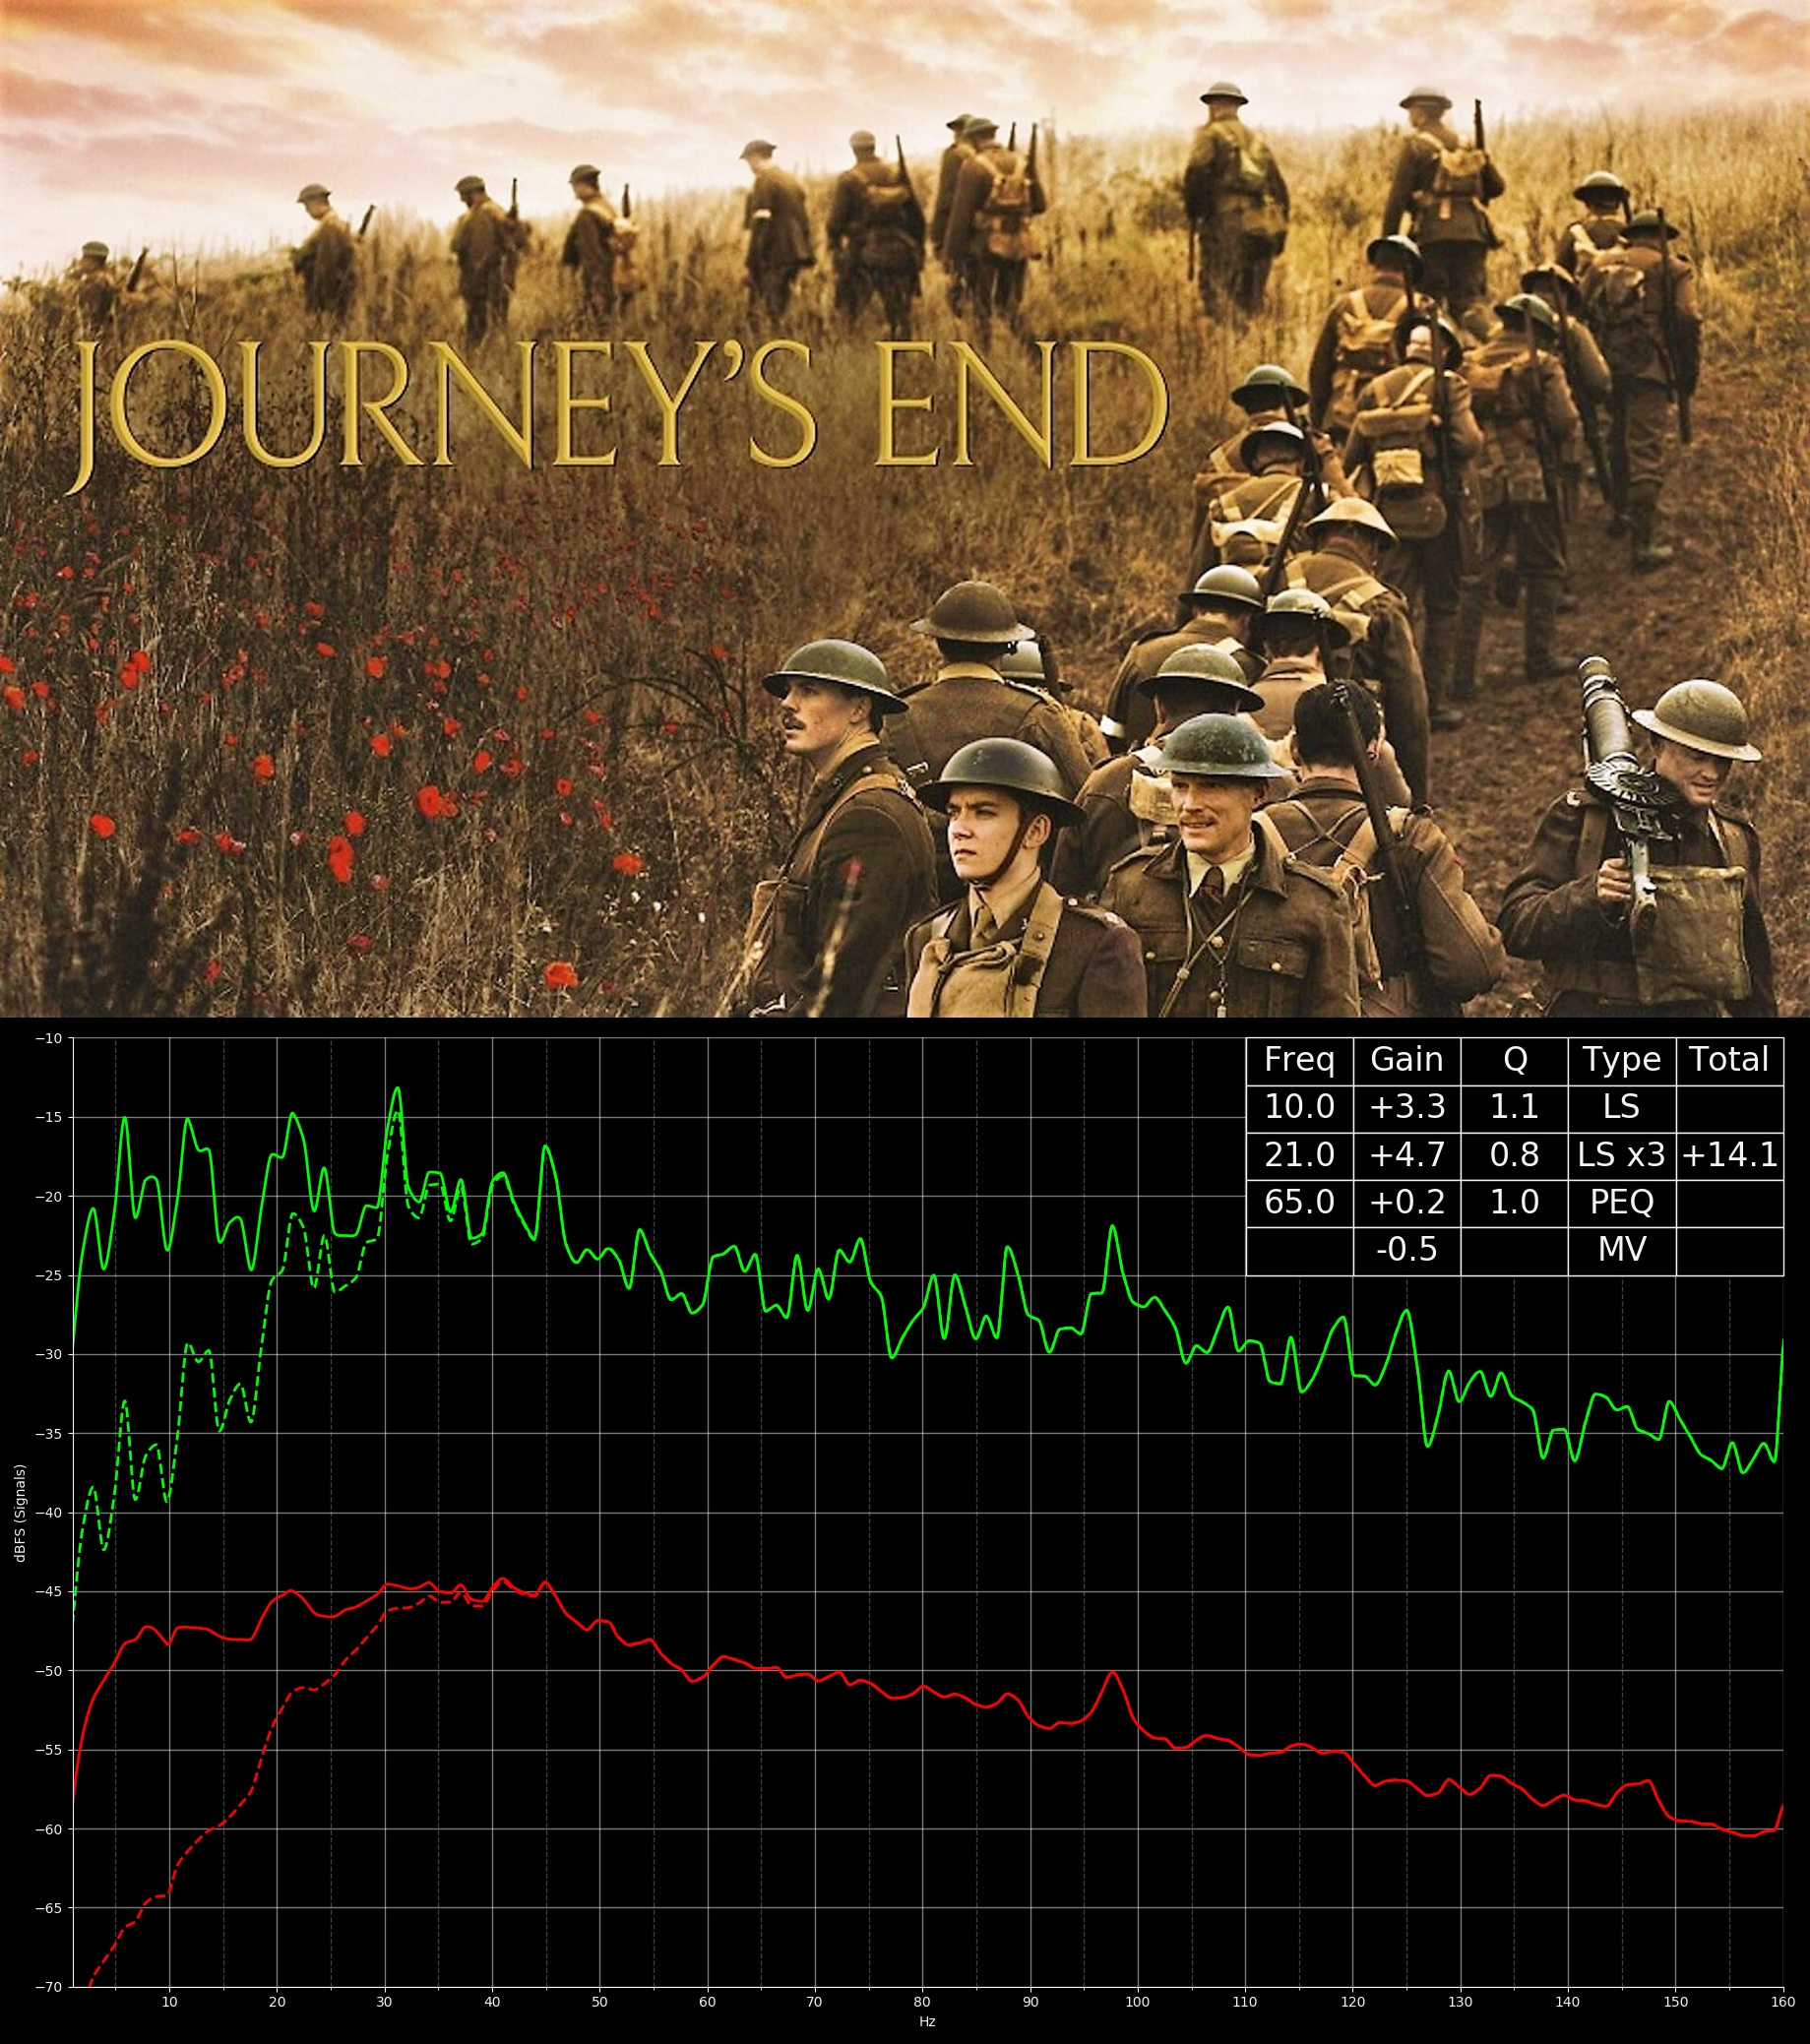 JOURNEY'S END
Freq Gain Q Type Total
10.0 +3.3 1.1 LS
21.0 +4.7 0.8 LS x3 +14.1
65.0 +0.2 1.0 PEQ
-0.5 MV
−10
−15
−20
−25
−30
−35
−40
−45
−50
−55
−60
−65
−70
dBFS (Signals)
10 20 30 40 50 60 70 80 90 100 110 120 130 140 150 160
Hz